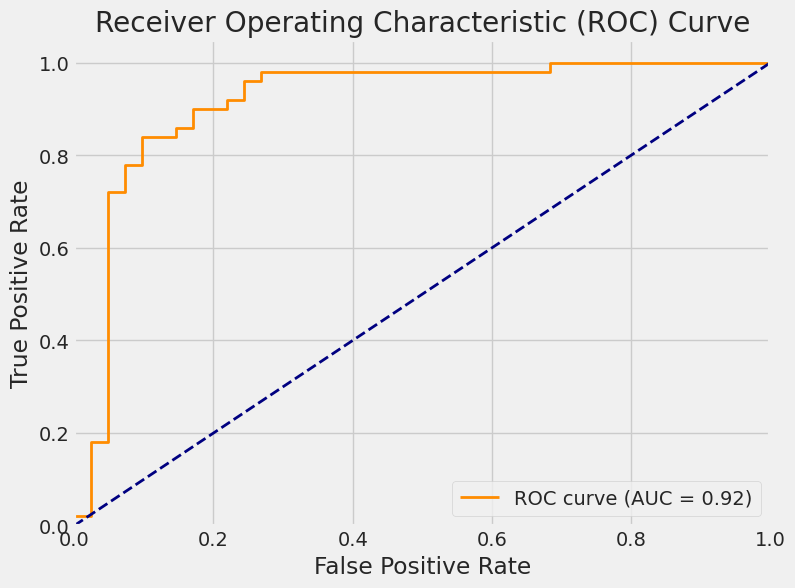 Receiver Operating Characteristic (ROC) Curve
1.0
0.8
0.6
0.4
0.2
0.0
True Positive Rate
ROC curve (AUC = 0.92)
0.0 0.2 0.4 0.6 0.8 1.0
False Positive Rate